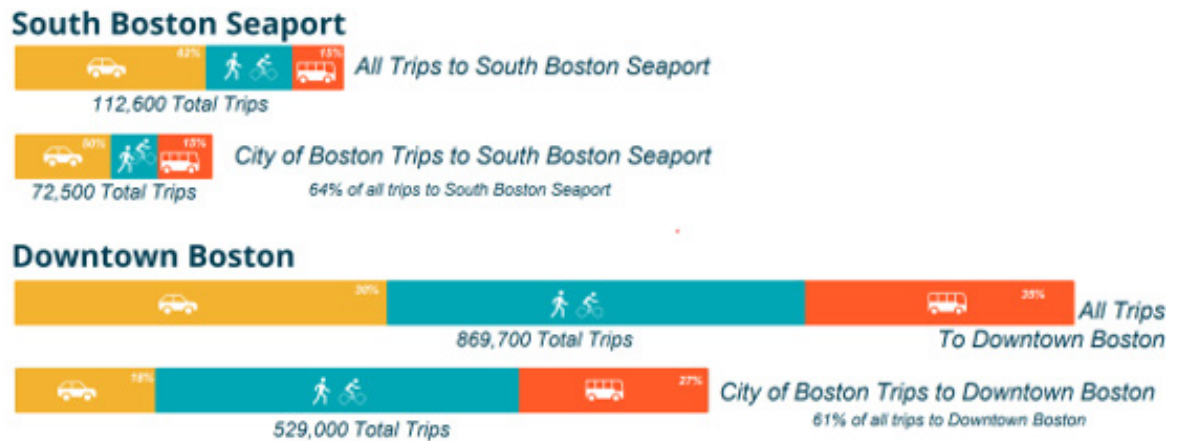 South Boston Seaport
15%
All Trips to South Boston Seaport
112,600 Total Trips
15%
City of Boston Trips to South Boston Seaport
72,500 Total Trips
64% of all trips to South Boston Seaport
Downtown Boston
35%
All Trips
To Downtown Boston
869,700 Total Trips
27%
City of Boston Trips to Downtown Boston
61% of all trips to Downtown Boston
529,000 Total Trips